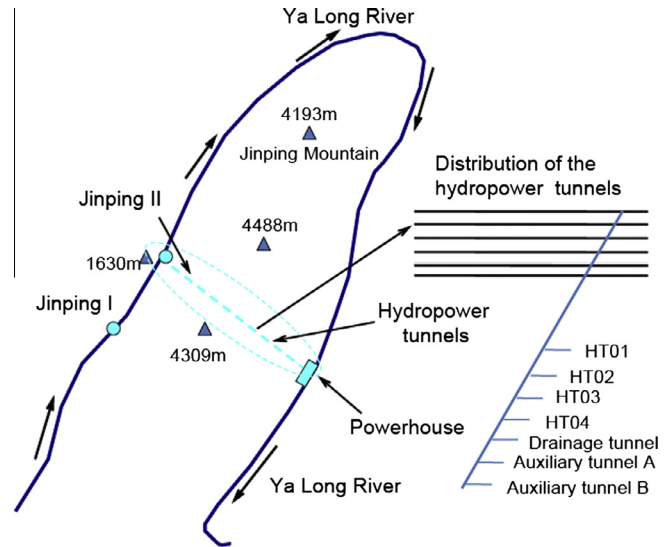 Ya Long River
4193m
Jinping Mountain
Distribution of the
hydropower tunnels
Jinping II
4488m
1630m
Jinping I
Hydropower
tunnels
4309m
HT01
HT02
HT03
HT04
Powerhouse
Drainage tunnel
Auxiliary tunnel A
Ya Long River
Auxiliary tunnel B